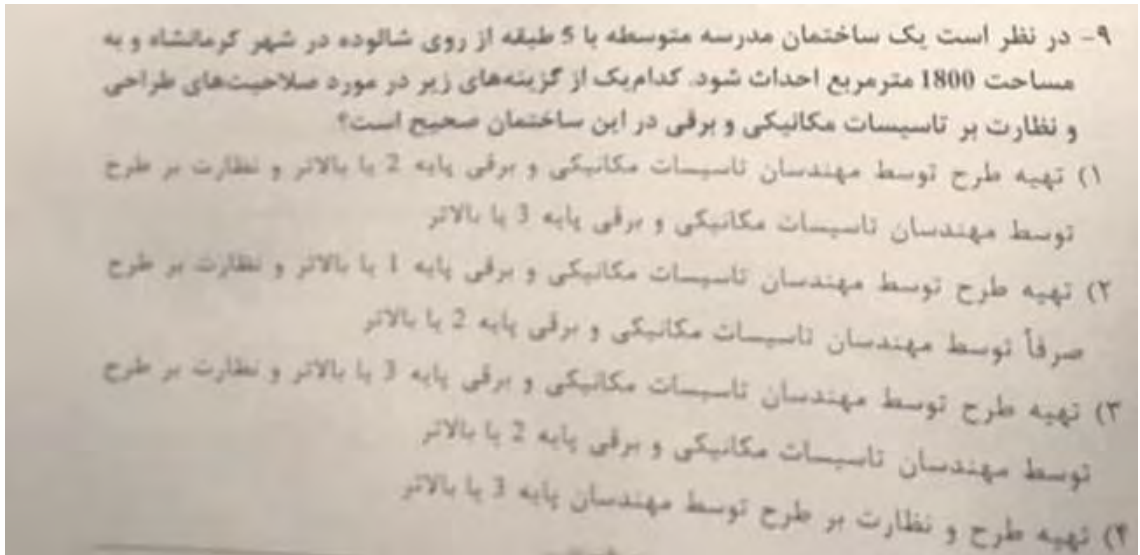 ۹- در نظر است یک ساختمان مدرسه متوسطه با 5 طبقه از روی شالوده در شهر کرمانشاه و به
مساحت 1800 مترمربع احداث شود. کدام‌یک از گزینه‌های زیر در مورد صلاحیت‌های طراحی
و نظارت بر تاسیسات مکانیکی و برقی در این ساختمان صحیح است؟
۱) تهیه طرح توسط مهندسان تاسیسات مکانیکی و برقی پایه 2 یا بالاتر و نظارت بر طرح
توسط مهندسان تاسیسات مکانیکی و برقی پایه 3 یا بالاتر
۲) تهیه طرح توسط مهندسان تاسیسات مکانیکی و برقی پایه 1 یا بالاتر و نظارت بر طرح
صرفاً توسط مهندسان تاسیسات مکانیکی و برقی پایه 2 یا بالاتر
۳) تهیه طرح توسط مهندسان تاسیسات مکانیکی و برقی پایه 3 یا بالاتر و نظارت بر طرح
توسط مهندسان تاسیسات مکانیکی و برقی پایه 2 یا بالاتر
۴) تهیه طرح و نظارت بر طرح توسط مهندسان پایه 3 یا بالاتر